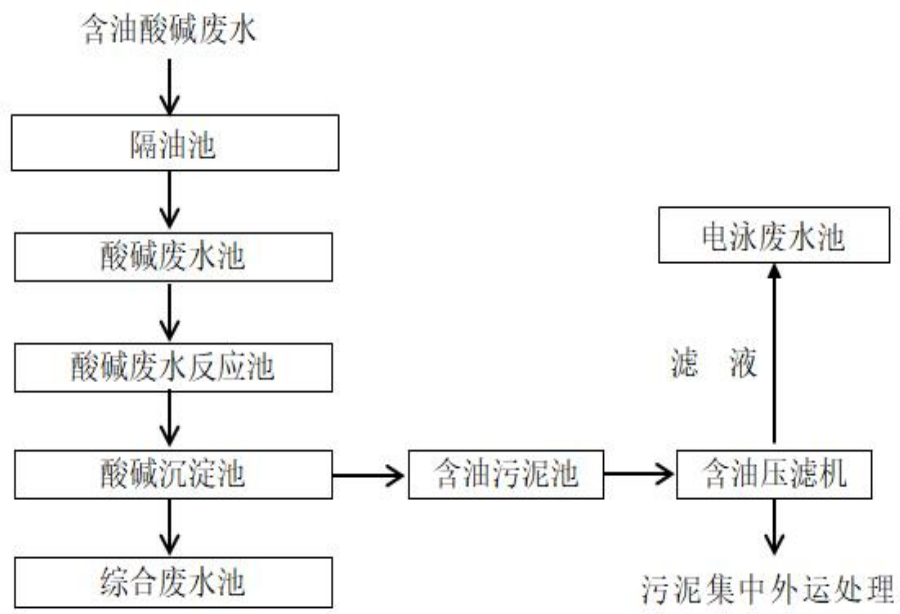 含油酸碱废水
隔油池
酸碱废水池
电泳废水池
酸碱废水反应池
滤 液
酸碱沉淀池
含油污泥池
含油压滤机
综合废水池
污泥集中外运处理